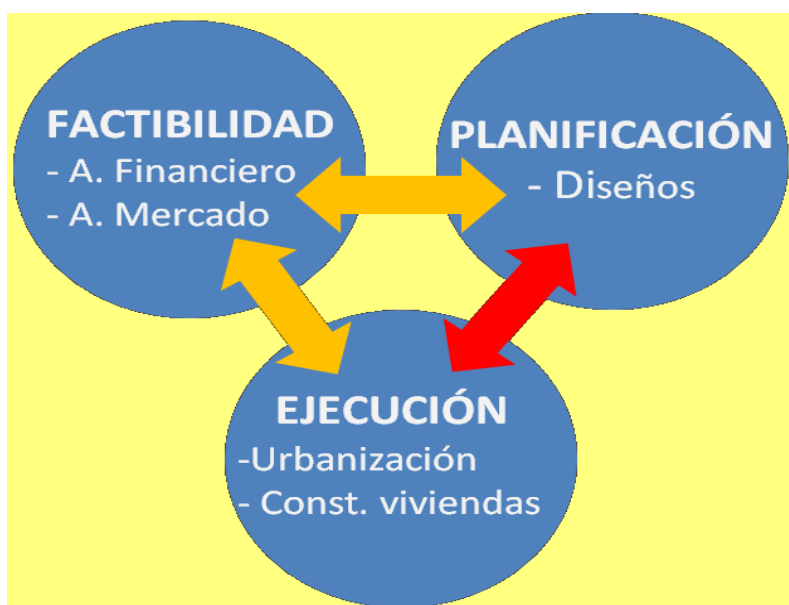 FACTIBILIDAD
- A. Financiero
- A. Mercado
PLANIFICACIÓN
- Diseños
EJECUCIÓN
-Urbanización
- Const. viviendas